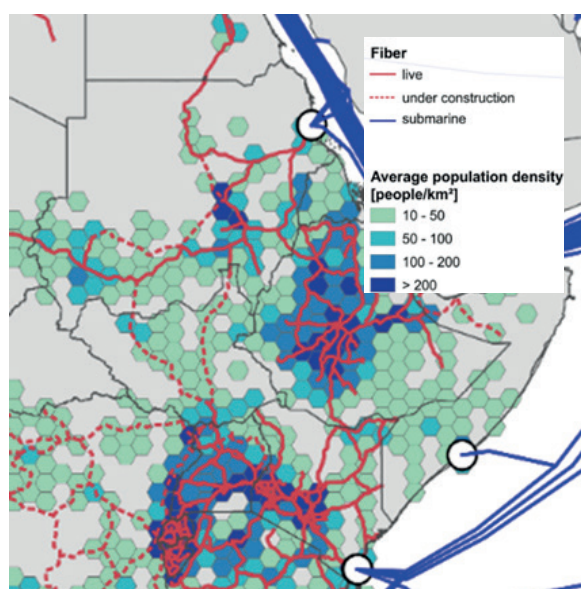 Fiber
live
under construction
submarine
Average population density
[people/km²]
10 - 50
50 - 100
100 - 200
> 200